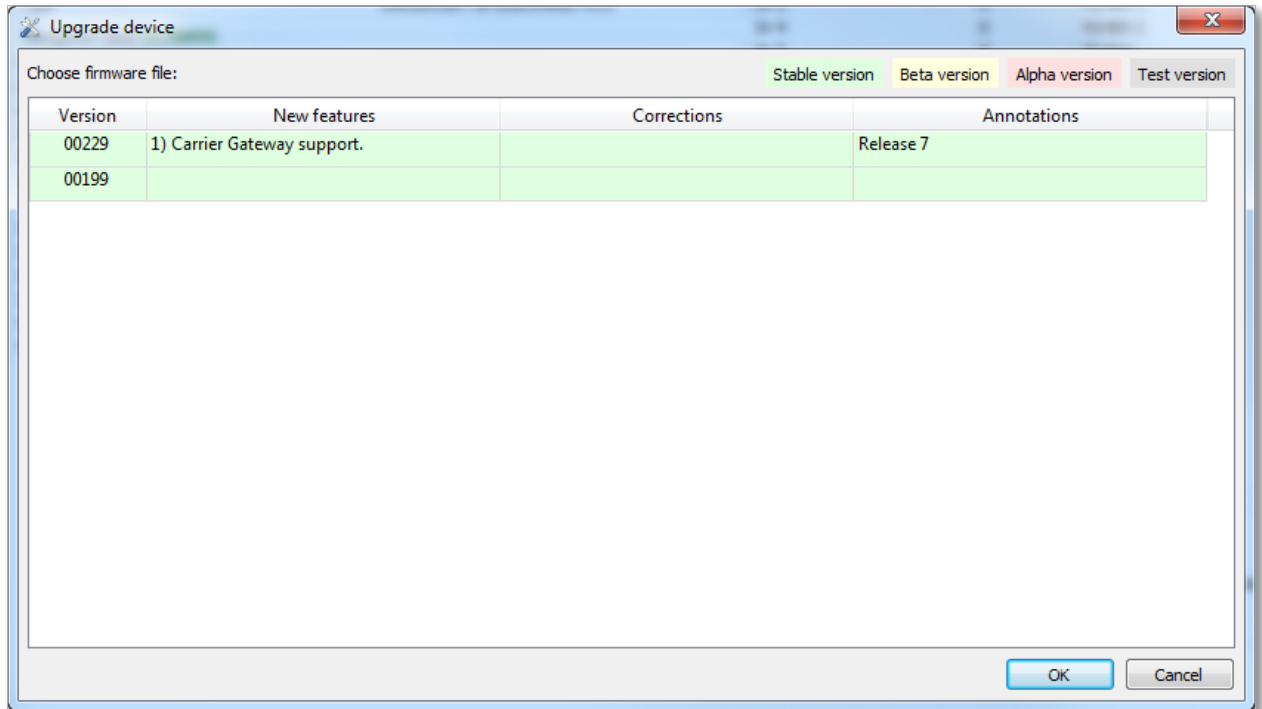 Upgrade device
Choose firmware file:
Stable version Beta version Alpha version Test version
Version New features Corrections Annotations
00229 1) Carrier Gateway support. Release 7
00199
OK Cancel